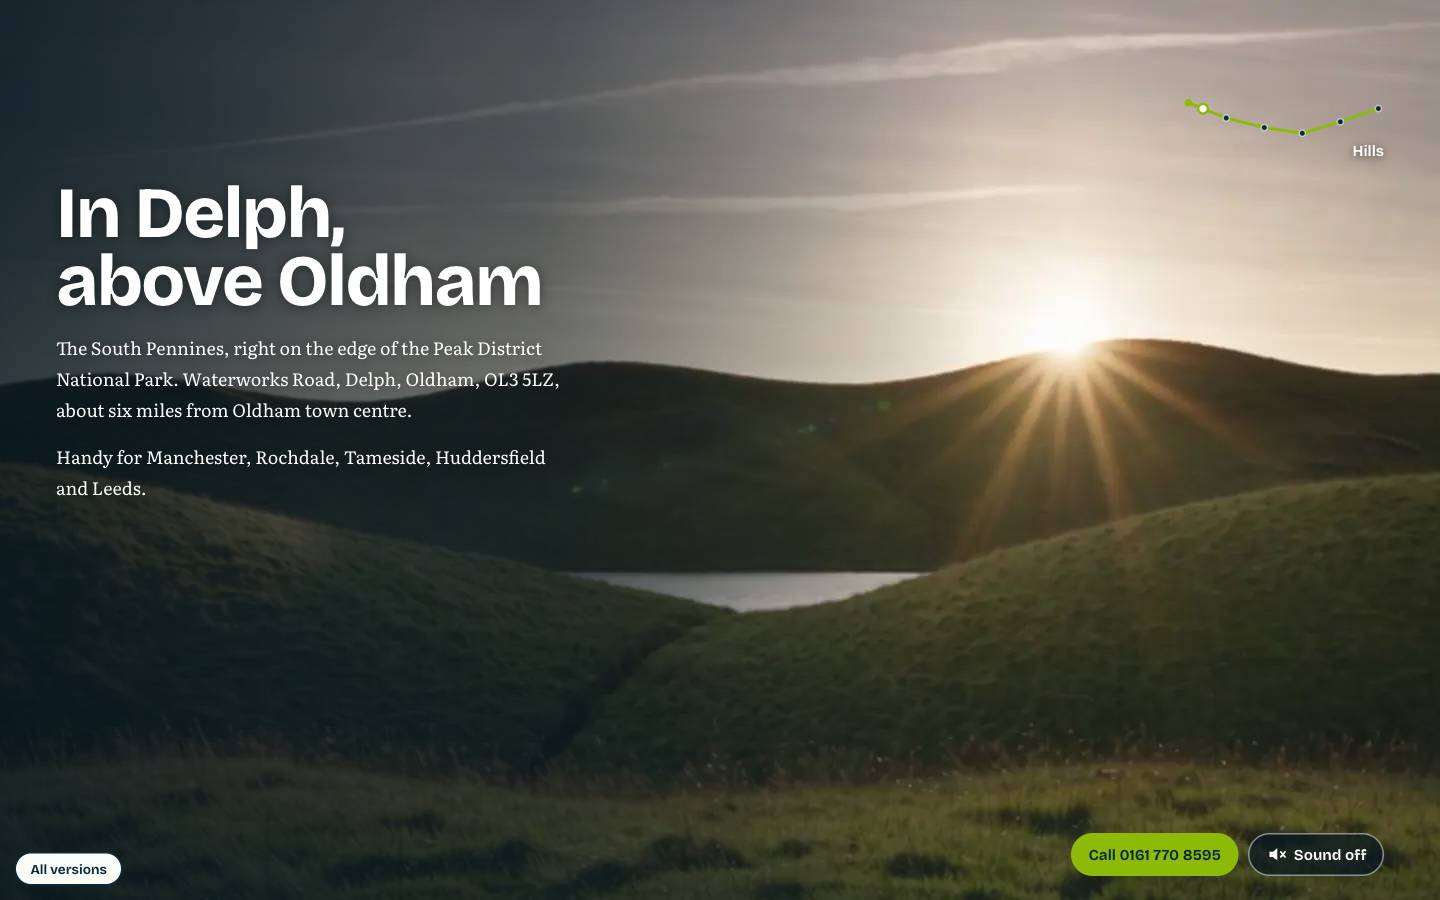 Hills
In Delph,
above Oldham
The South Pennines, right on the edge of the Peak District
National Park. Waterworks Road, Delph, Oldham, OL3 5LZ,
about six miles from Oldham town centre.
Handy for Manchester, Rochdale, Tameside, Huddersfield
and Leeds.
All versions
Call 0161 770 8595
Sound off